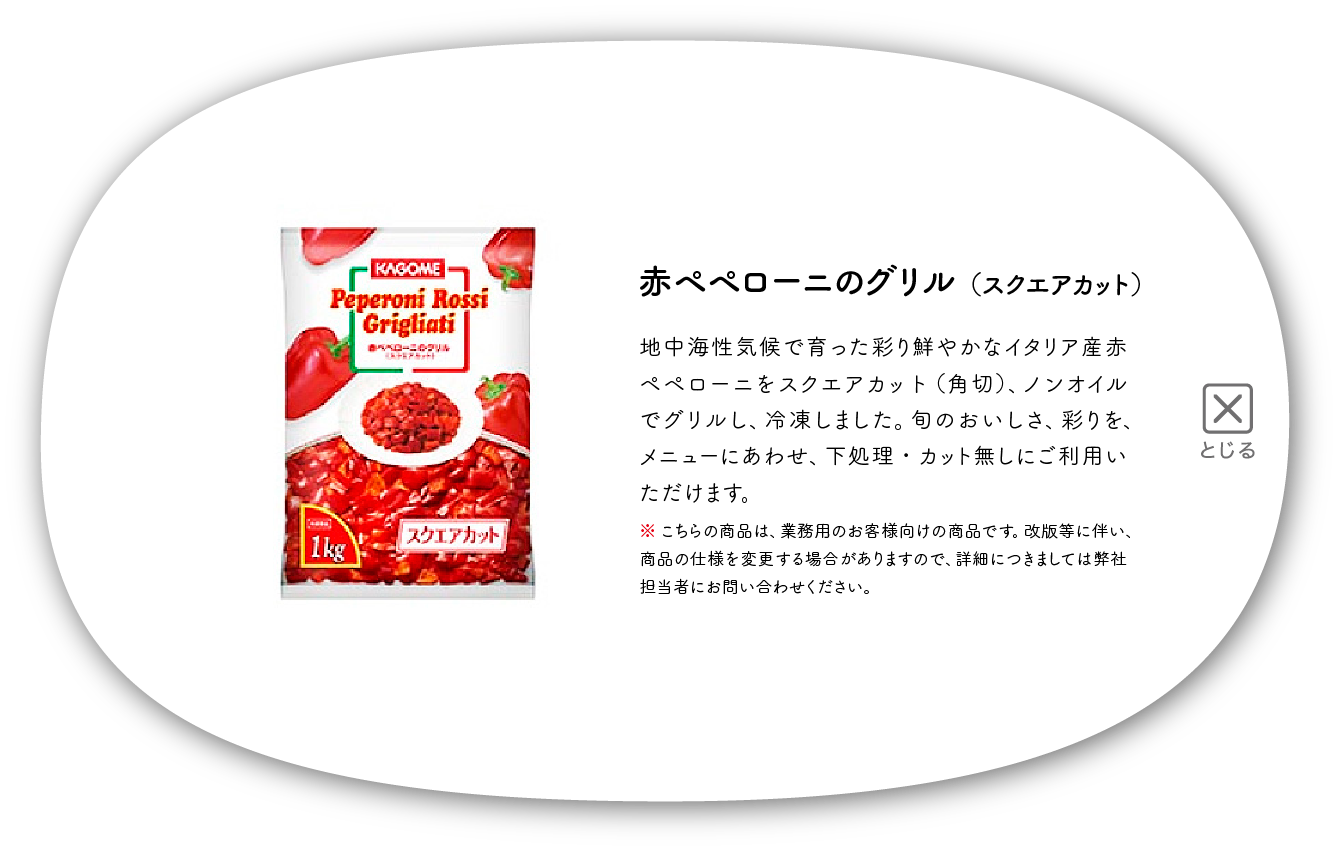 KAGOME
Peperoni Rossi
Grigliati
赤ペペローニのグリル
(スクエアカット)
1kg
スクエアカット
赤ペペローニのグリル（スクエアカット）
地中海性気候で育った彩り鮮やかなイタリア産赤
ペペローニをスクエアカット（角切）、ノンオイル
でグリルし、冷凍しました。旬のおいしさ、彩りを、
メニューにあわせ、下処理・カット無しにご利用い
ただけます。
※こちらの商品は、業務用のお客様向けの商品です。改版等に伴い、
商品の仕様を変更する場合がありますので、詳細につきましては弊社
担当者にお問い合わせください。
とじる